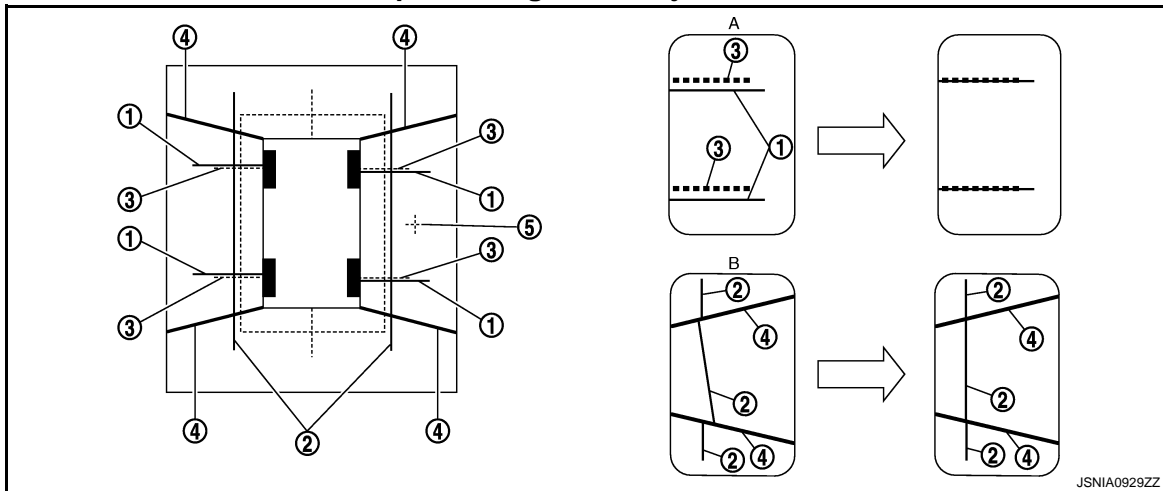 ④ ④
①
③
③ ①
⑤
①
③
③ ①
④ ② ④
A
③
③ ①
B
② ②
④ ④
② ②
② ④ ② ④
JSNIA0929ZZ